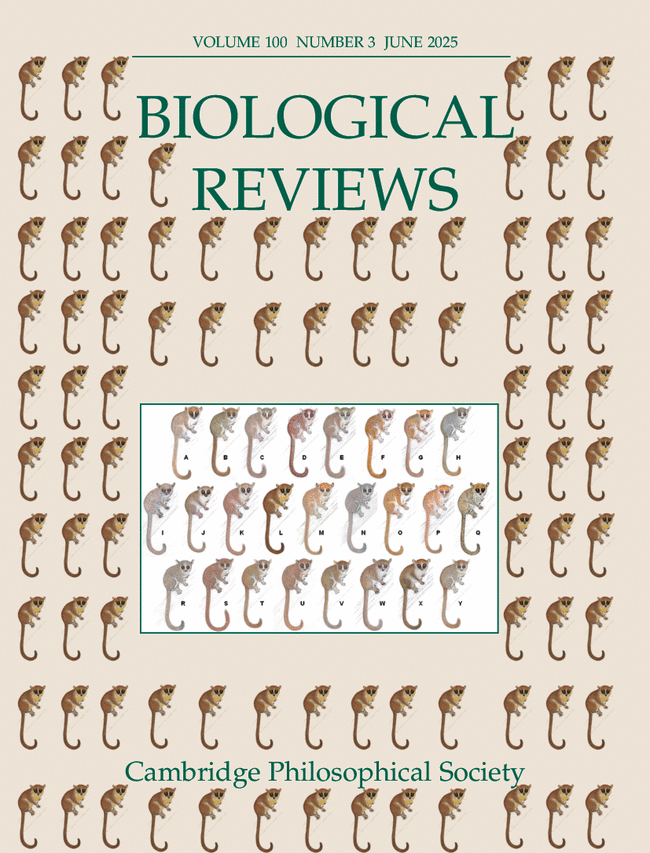 VOLUME 100 NUMBER 3 JUNE 2025
BIOLOGICAL
REVIEWS
A B C D E F G H
I J K L M N O P Q
R S T U V W X Y
Cambridge Philosophical Society